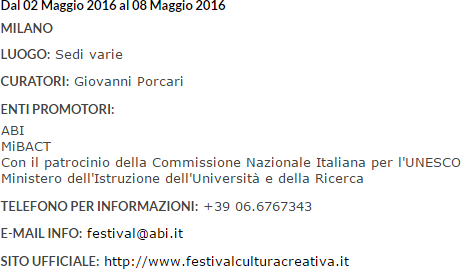 Dal 02 Maggio 2016 al 08 Maggio 2016
MILANO
LUOGO: Sedi varie
CURATORI: Giovanni Porcari
ENTI PROMOTORI:
ABI
MiBACT
Con il patrocinio della Commissione Nazionale Italiana per l'UNESCO
Ministero dell'Istruzione dell'Università e della Ricerca
TELEFONO PER INFORMAZIONI: +39 06.6767343
E-MAIL INFO: festival@abi.it
SITO UFFICIALE: http://www.festivalculturacreativa.it